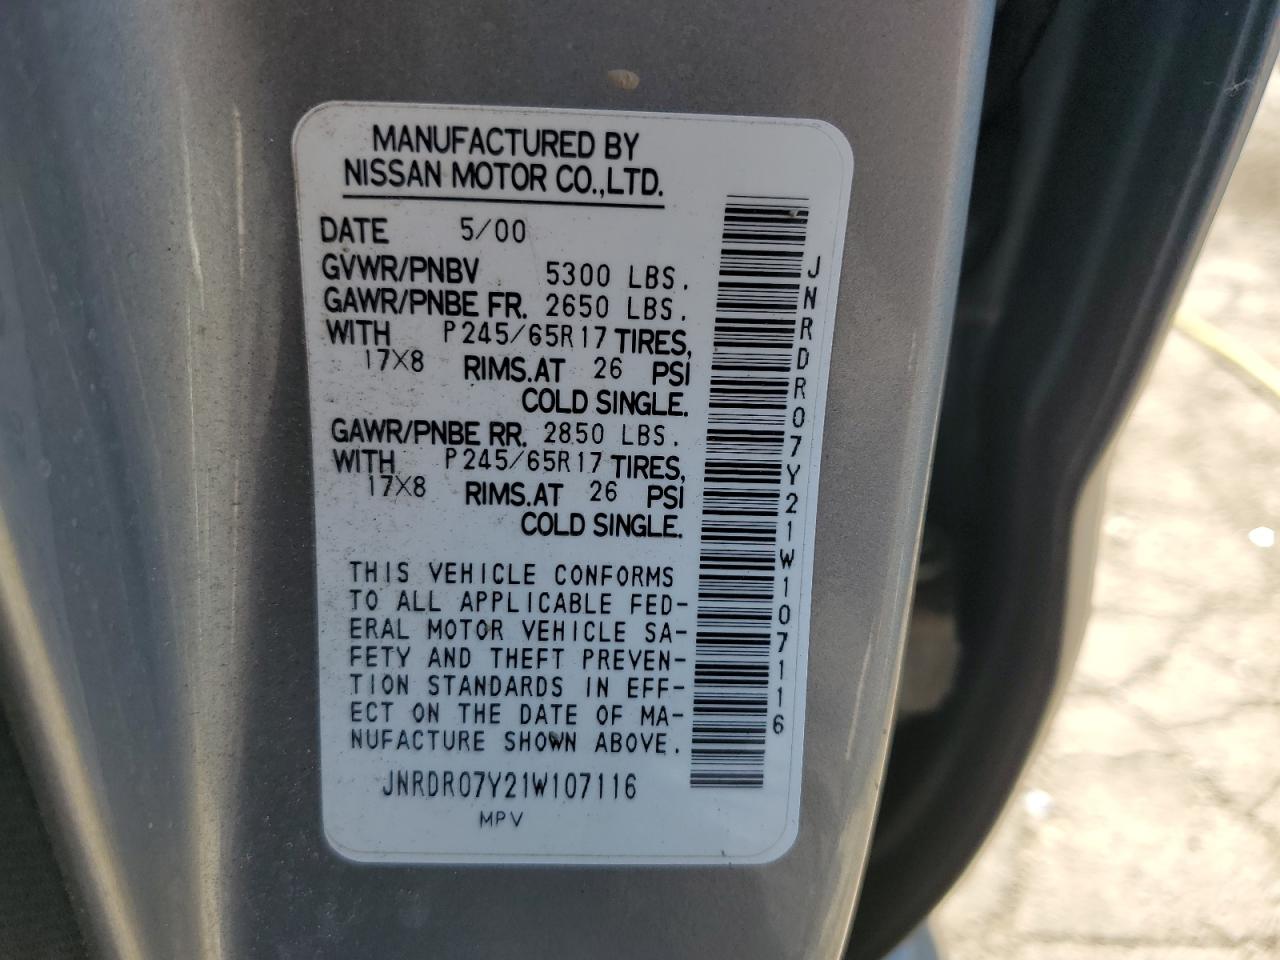 MANUFACTURED BY
NISSAN MOTOR CO.,LTD.
DATE 5/00
GVWR/PNBV 5300 LBS.
GAWR/PNBE FR. 2650 LBS.
WITH P245/65R17 TIRES,
17X8 RIMS.AT 26 PSI
COLD SINGLE.
GAWR/PNBE RR. 2850 LBS.
WITH P245/65R17 TIRES,
17X8 RIMS.AT 26 PSI
COLD SINGLE.
THIS VEHICLE CONFORMS
TO ALL APPLICABLE FED-
ERAL MOTOR VEHICLE SA-
FETY AND THEFT PREVEN-
TION STANDARDS IN EFF-
ECT ON THE DATE OF MA-
NUFACTURE SHOWN ABOVE.
JNRDR07Y21W107116
MPV
JNRDR07Y21W107116